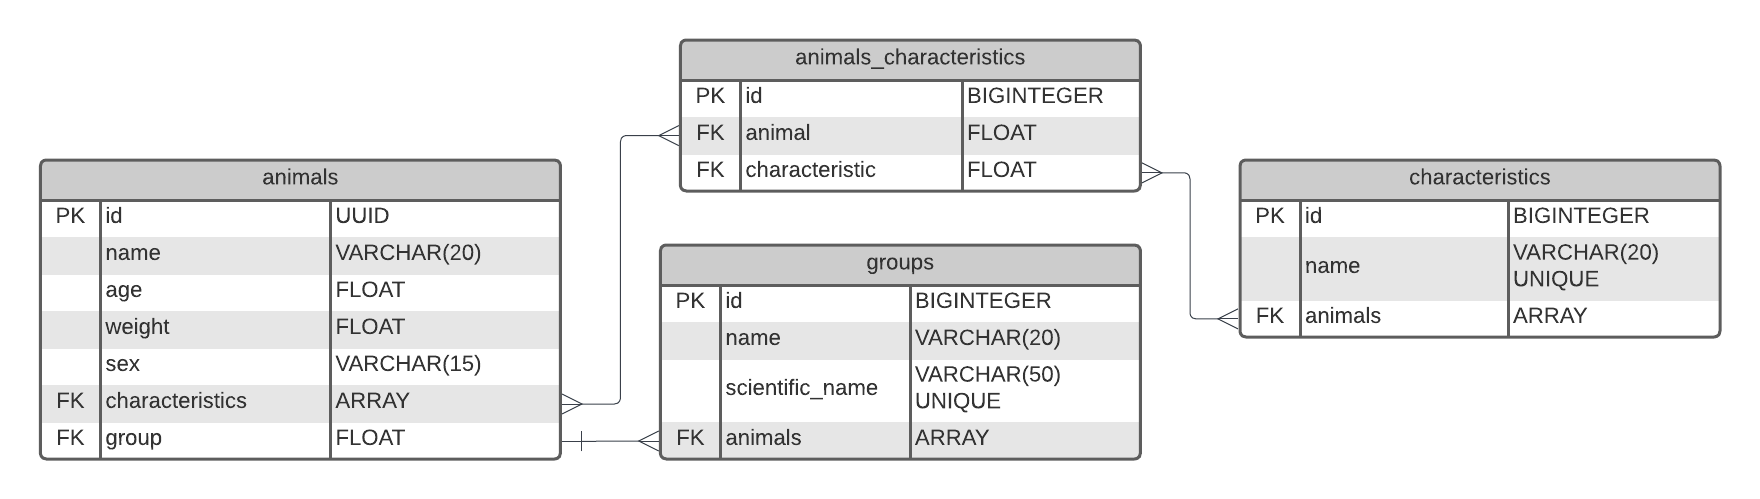 animals_characteristics
PK id BIGINTEGER
FK animal FLOAT
FK characteristic FLOAT
animals
PK id UUID
name VARCHAR(20)
age FLOAT
weight FLOAT
sex VARCHAR(15)
FK characteristics ARRAY
FK group FLOAT
groups
PK id BIGINTEGER
name VARCHAR(20)
scientific_name VARCHAR(50)
UNIQUE
FK animals ARRAY
characteristics
PK id BIGINTEGER
name VARCHAR(20)
UNIQUE
FK animals ARRAY